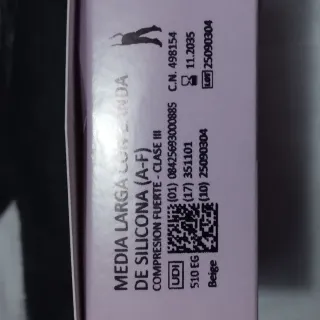 MEDIA LARGA CON BANDA
DE SILICONA (A-F)
COMPRESION FUERTE - CLASE III
UDI
(01) 08425693000885
(17) 351101
(10) 25090304
510 EG
Beige
C.N. 498154
11.2035
LOT 25090304